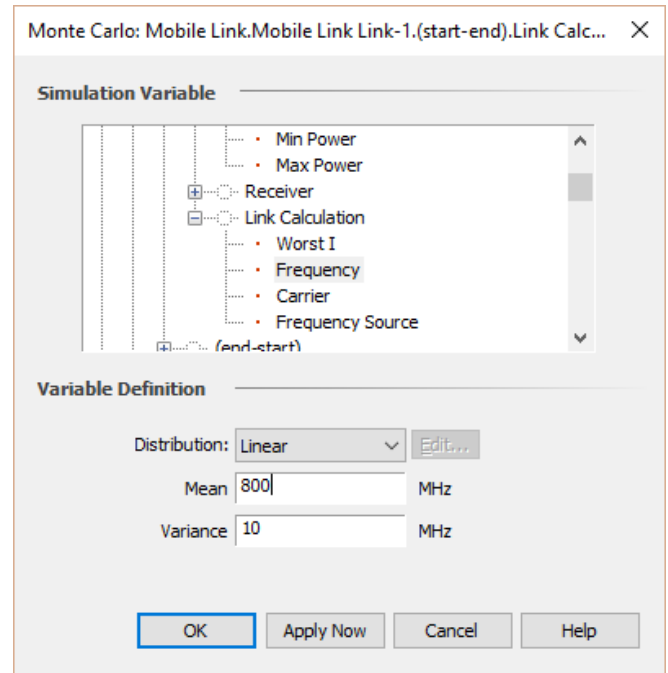 Monte Carlo: Mobile Link.Mobile Link Link-1.(start-end).Link Calc...
Simulation Variable
Min Power
Max Power
Receiver
Link Calculation
Worst I
Frequency
Carrier
Frequency Source
(end-start)
Variable Definition
Distribution: Linear Edit...
Mean 800 MHz
Variance 10 MHz
OK Apply Now Cancel Help